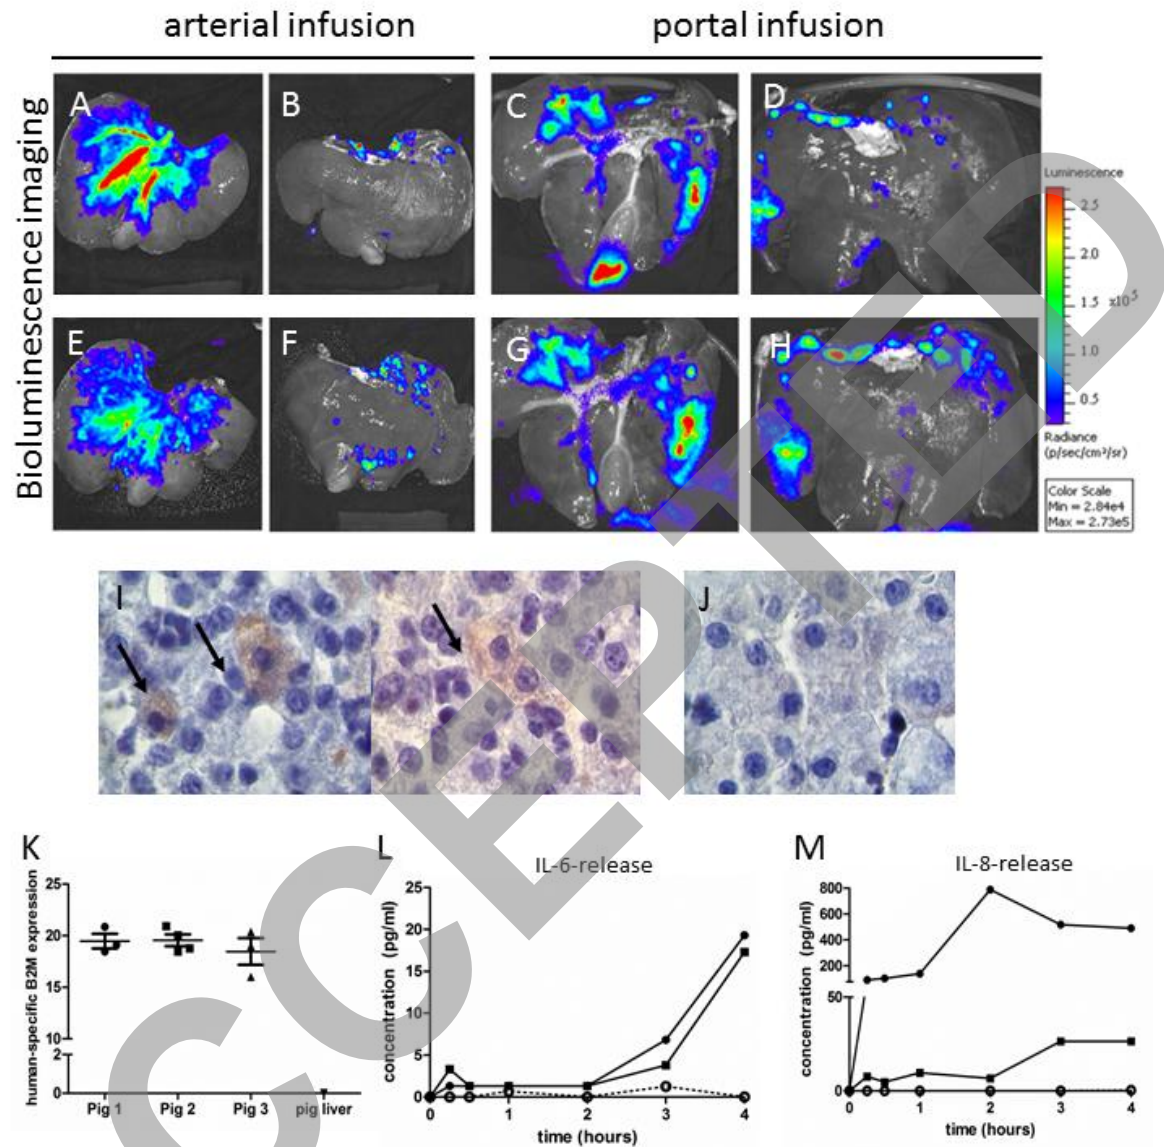 arterial infusion
portal infusion
Bioluminescence imaging
A
B
C
D
E
F
G
H
Luminescence
2.5
2.0
1.5
x10⁵
1.0
0.5
Radiance
(p/sec/cm²/sr)
Color Scale
Min = 2.84e4
Max = 2.73e5
I
J
K
human-specific B2M expression
25
20
15
10
2
0
Pig 1
Pig 2
Pig 3
pig liver
L
IL-6-release
concentration (pg/ml)
25
20
15
10
5
0
0
1
2
3
4
time (hours)
M
IL-8-release
concentration (pg/ml)
800
600
400
200
50
0
0
1
2
3
4
time (hours)
CCEPTED